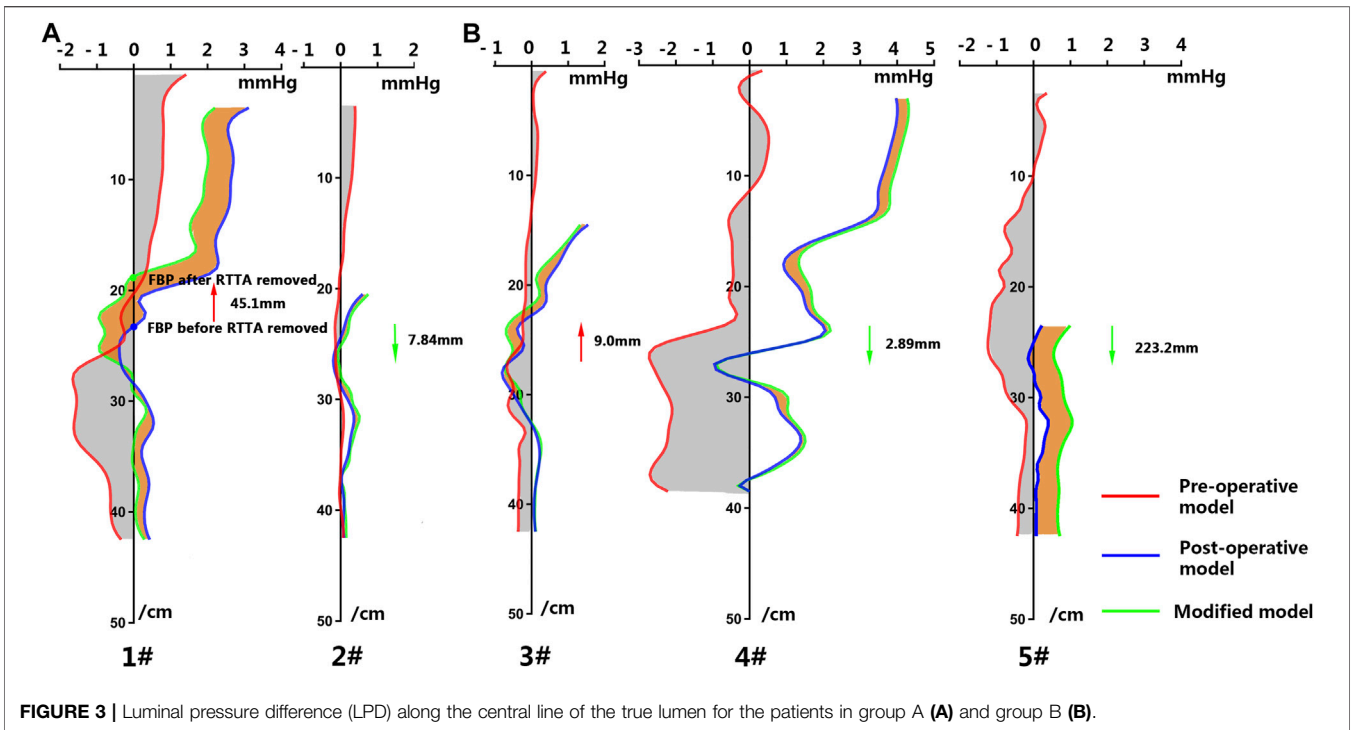 A
B
-2 -1 0 1 2 3 4
mmHg
10
20
30
40
50
/cm
FBP after RTTA removed
45.1mm
FBP before RTTA removed
1#
-1 0 1 2
mmHg
10
20
30
40
50
/cm
7.84mm
2#
-1 0 1 2
mmHg
10
20
30
40
50
/cm
9.0mm
3#
-3 -2 -1 0 1 2 3 4 5
mmHg
10
20
30
40
50
/cm
2.89mm
4#
-2 -1 0 1 2 3 4
mmHg
10
20
30
40
50
/cm
223.2mm
5#
Pre-operative
model
Post-operative
model
Modified model
FIGURE 3 | Luminal pressure difference (LPD) along the central line of the true lumen for the patients in group A (A) and group B (B).